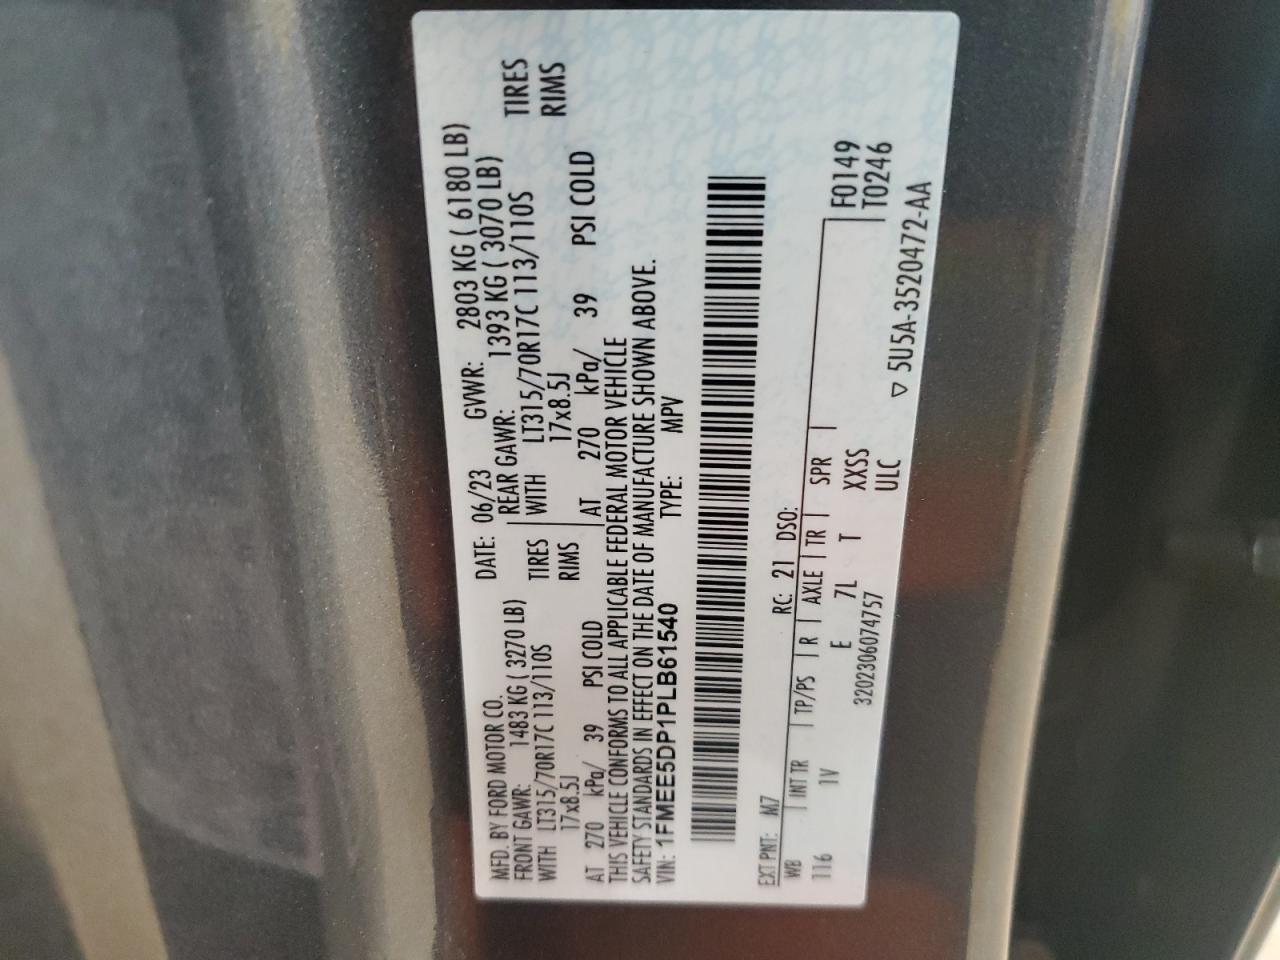 MFD. BY FORD MOTOR CO. DATE: 06/23 GVWR: 2803 KG ( 6180 LB)
FRONT GAWR: 1483 KG ( 3270 LB) REAR GAWR: 1393 KG ( 3070 LB)
WITH LT315/70R17C 113/110S TIRES WITH LT315/70R17C 113/110S TIRES
17x8.5J RIMS 17x8.5J RIMS
AT 270 kPa/ 39 PSI COLD AT 270 kPa/ 39 PSI COLD
THIS VEHICLE CONFORMS TO ALL APPLICABLE FEDERAL MOTOR VEHICLE
SAFETY STANDARDS IN EFFECT ON THE DATE OF MANUFACTURE SHOWN ABOVE.
VIN: 1FMEE5DP1PLB61540 TYPE: MPV
EXT PNT: M7 RC: 21 DSO:
WB INT TR TP/PS R AXLE TR SPR F0149
116 1V E 7L T XXSS T0246
3202306074757 ULC
▽ 5U5A-3520472-AA